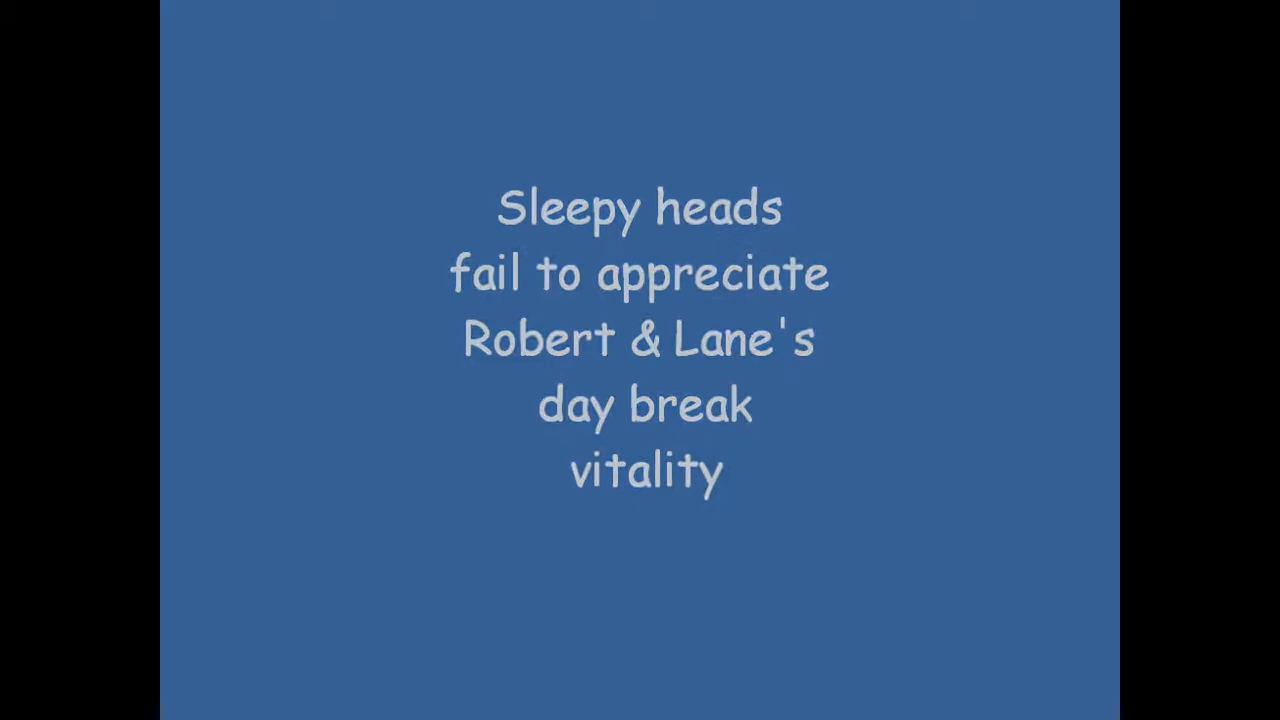 Sleepy heads
fail to appreciate
Robert & Lane's
day break
vitality